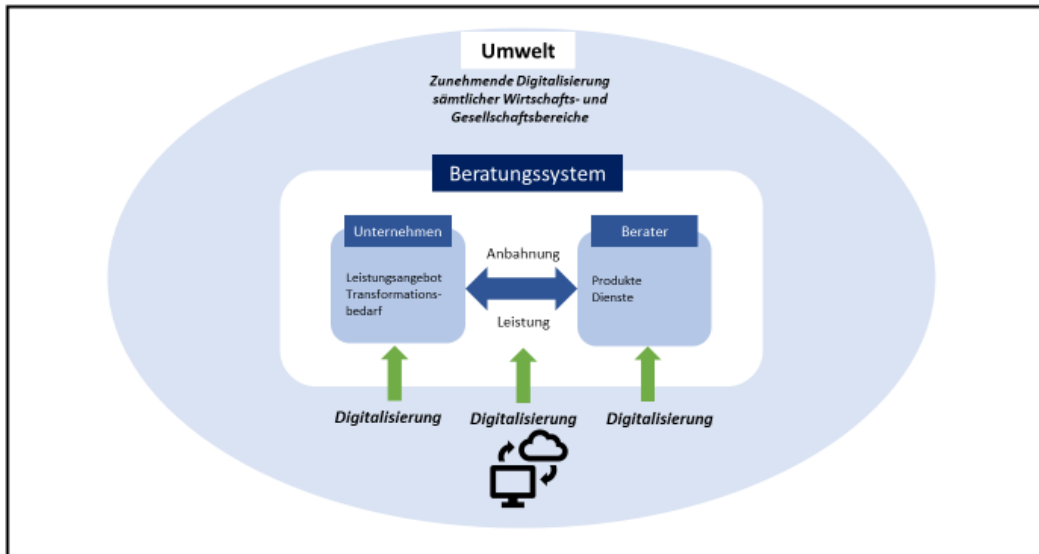 Umwelt
Zunehmende Digitalisierung
sämtlicher Wirtschafts- und
Gesellschaftsbereiche
Beratungssystem
Unternehmen
Leistungsangebot
Transformations-
bedarf
Anbahnung
Leistung
Berater
Produkte
Dienste
Digitalisierung
Digitalisierung
Digitalisierung